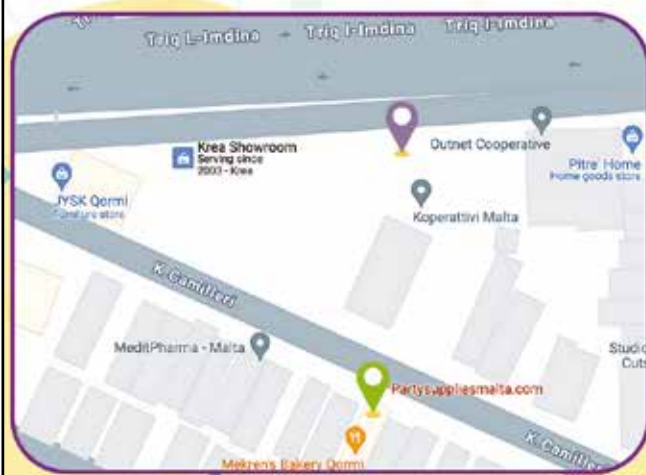 Triq L-Imdina
Triq l-Imdina
Triq l-Imdina
Krea Showroom
Serving since
2003 - Krea
Outnet Cooperative
Pitre' Home
Home goods store
JYSK Qormi
Furniture store
Koperattivi Malta
K. Camilleri
MeditPharma - Malta
Studio
Cuts
Partysuppliesmalta.com
K. Camilleri
Mekren's Bakery Qormi